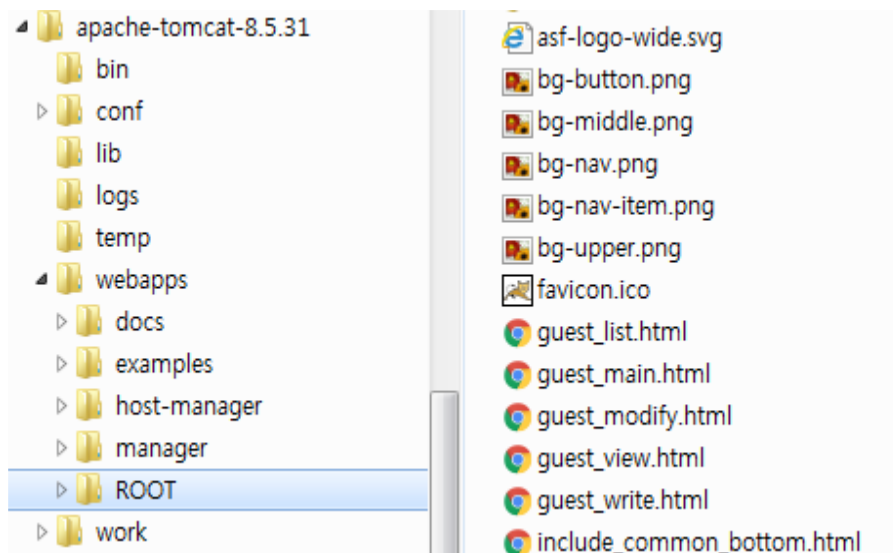 apache-tomcat-8.5.31
bin
conf
lib
logs
temp
webapps
docs
examples
host-manager
manager
ROOT
work
asf-logo-wide.svg
bg-button.png
bg-middle.png
bg-nav.png
bg-nav-item.png
bg-upper.png
favicon.ico
guest_list.html
guest_main.html
guest_modify.html
guest_view.html
guest_write.html
include_common_bottom.html